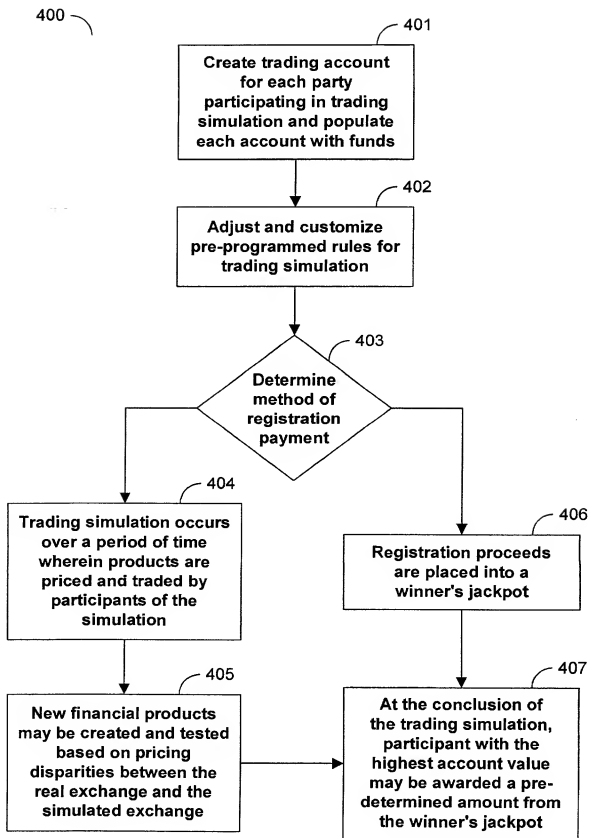 400
401
Create trading account
for each party
participating in trading
simulation and populate
each account with funds
402
Adjust and customize
pre-programmed rules for
trading simulation
403
Determine
method of
registration
payment
404
Trading simulation occurs
over a period of time
wherein products are
priced and traded by
participants of the
simulation
406
Registration proceeds
are placed into a
winner's jackpot
405
New financial products
may be created and tested
based on pricing
disparities between the
real exchange and the
simulated exchange
407
At the conclusion of
the trading simulation,
participant with the
highest account value
may be awarded a pre-
determined amount from
the winner's jackpot